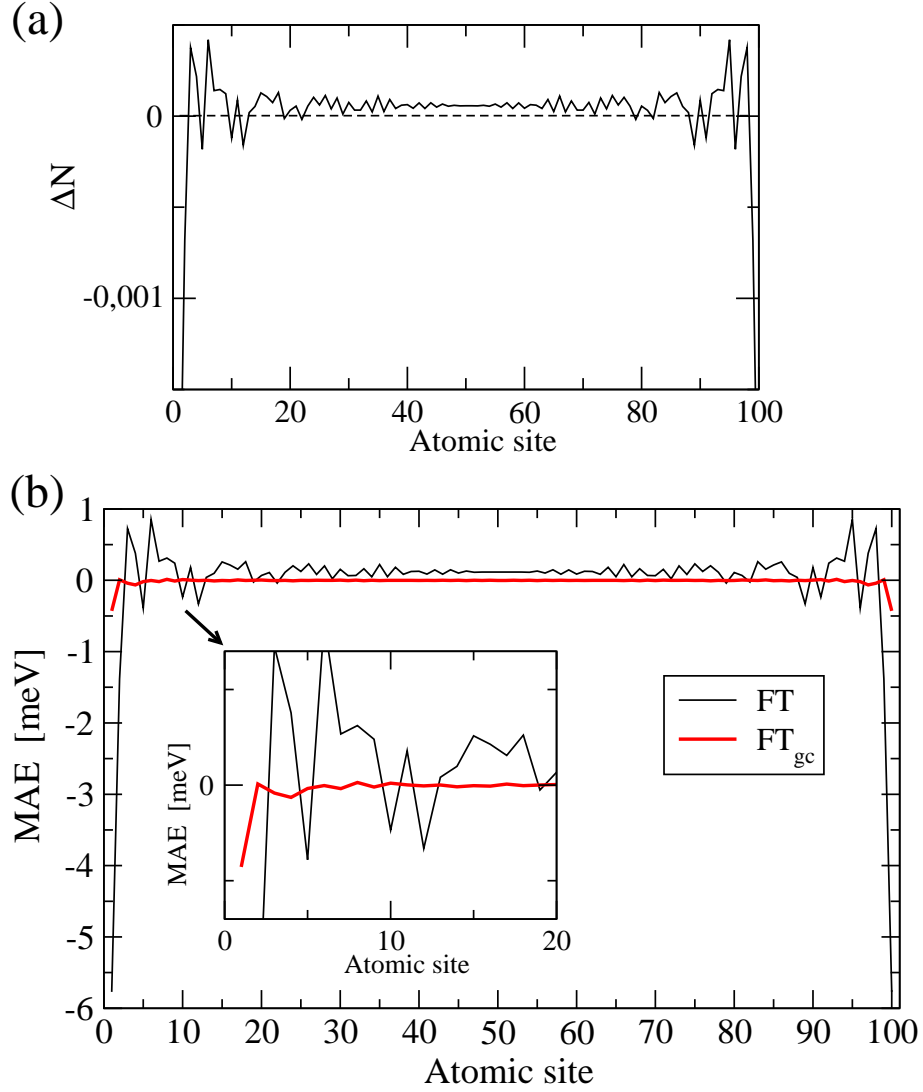 (a)
ΔN
0
-0,001
0 20 40 60 80 100
Atomic site
(b)
MAE [meV]
1
0
-1
-2
-3
-4
-5
-6
FT
FT_gc
MAE [meV]
0
0 10 20
Atomic site
0 10 20 30 40 50 60 70 80 90 100
Atomic site